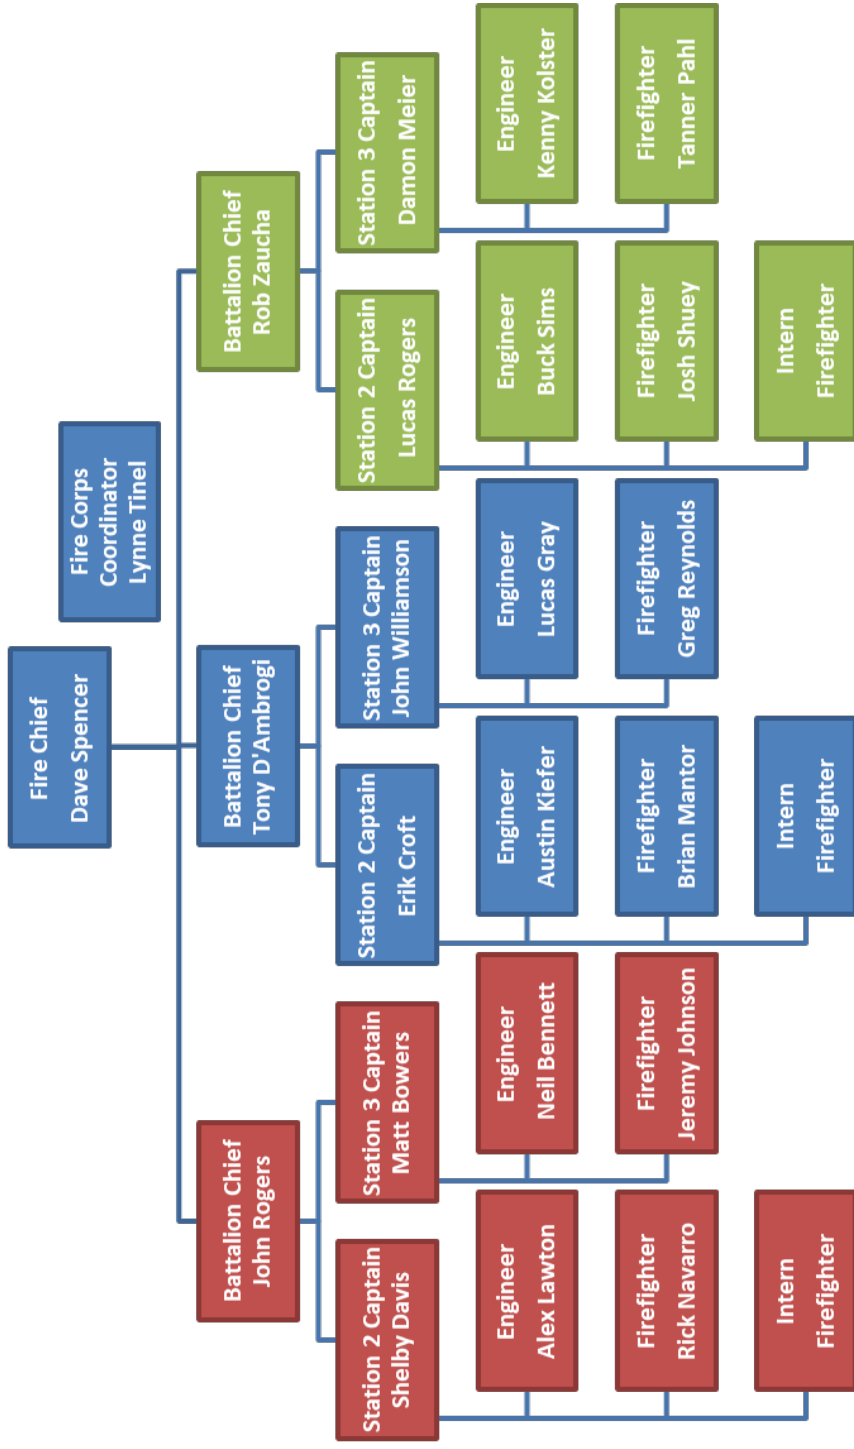 Fire Chief
Dave Spencer
Fire Corps
Coordinator
Lynne Tinel
Battalion Chief
John Rogers
Battalion Chief
Tony D'Ambrogi
Battalion Chief
Rob Zaucha
Station 2 Captain
Shelby Davis
Station 3 Captain
Matt Bowers
Station 2 Captain
Erik Croft
Station 3 Captain
John Williamson
Station 2 Captain
Lucas Rogers
Station 3 Captain
Damon Meier
Engineer
Alex Lawton
Engineer
Neil Bennett
Engineer
Austin Kiefer
Engineer
Lucas Gray
Engineer
Buck Sims
Engineer
Kenny Kolster
Firefighter
Rick Navarro
Firefighter
Jeremy Johnson
Firefighter
Brian Mantor
Firefighter
Greg Reynolds
Firefighter
Josh Shuey
Firefighter
Tanner Pahl
Intern
Firefighter
Intern
Firefighter
Intern
Firefighter